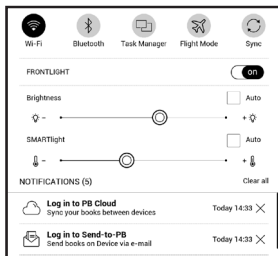 Wi-Fi Bluetooth Task Manager Flight Mode Sync
FRONTLIGHT on
Brightness Auto
- +
SMARTlight Auto
- +
NOTIFICATIONS (5) Clear all
Log in to PB Cloud
Sync your books between devices Today 14:33
Log in to Send-to-PB
Send books on Device via e-mail Today 14:33